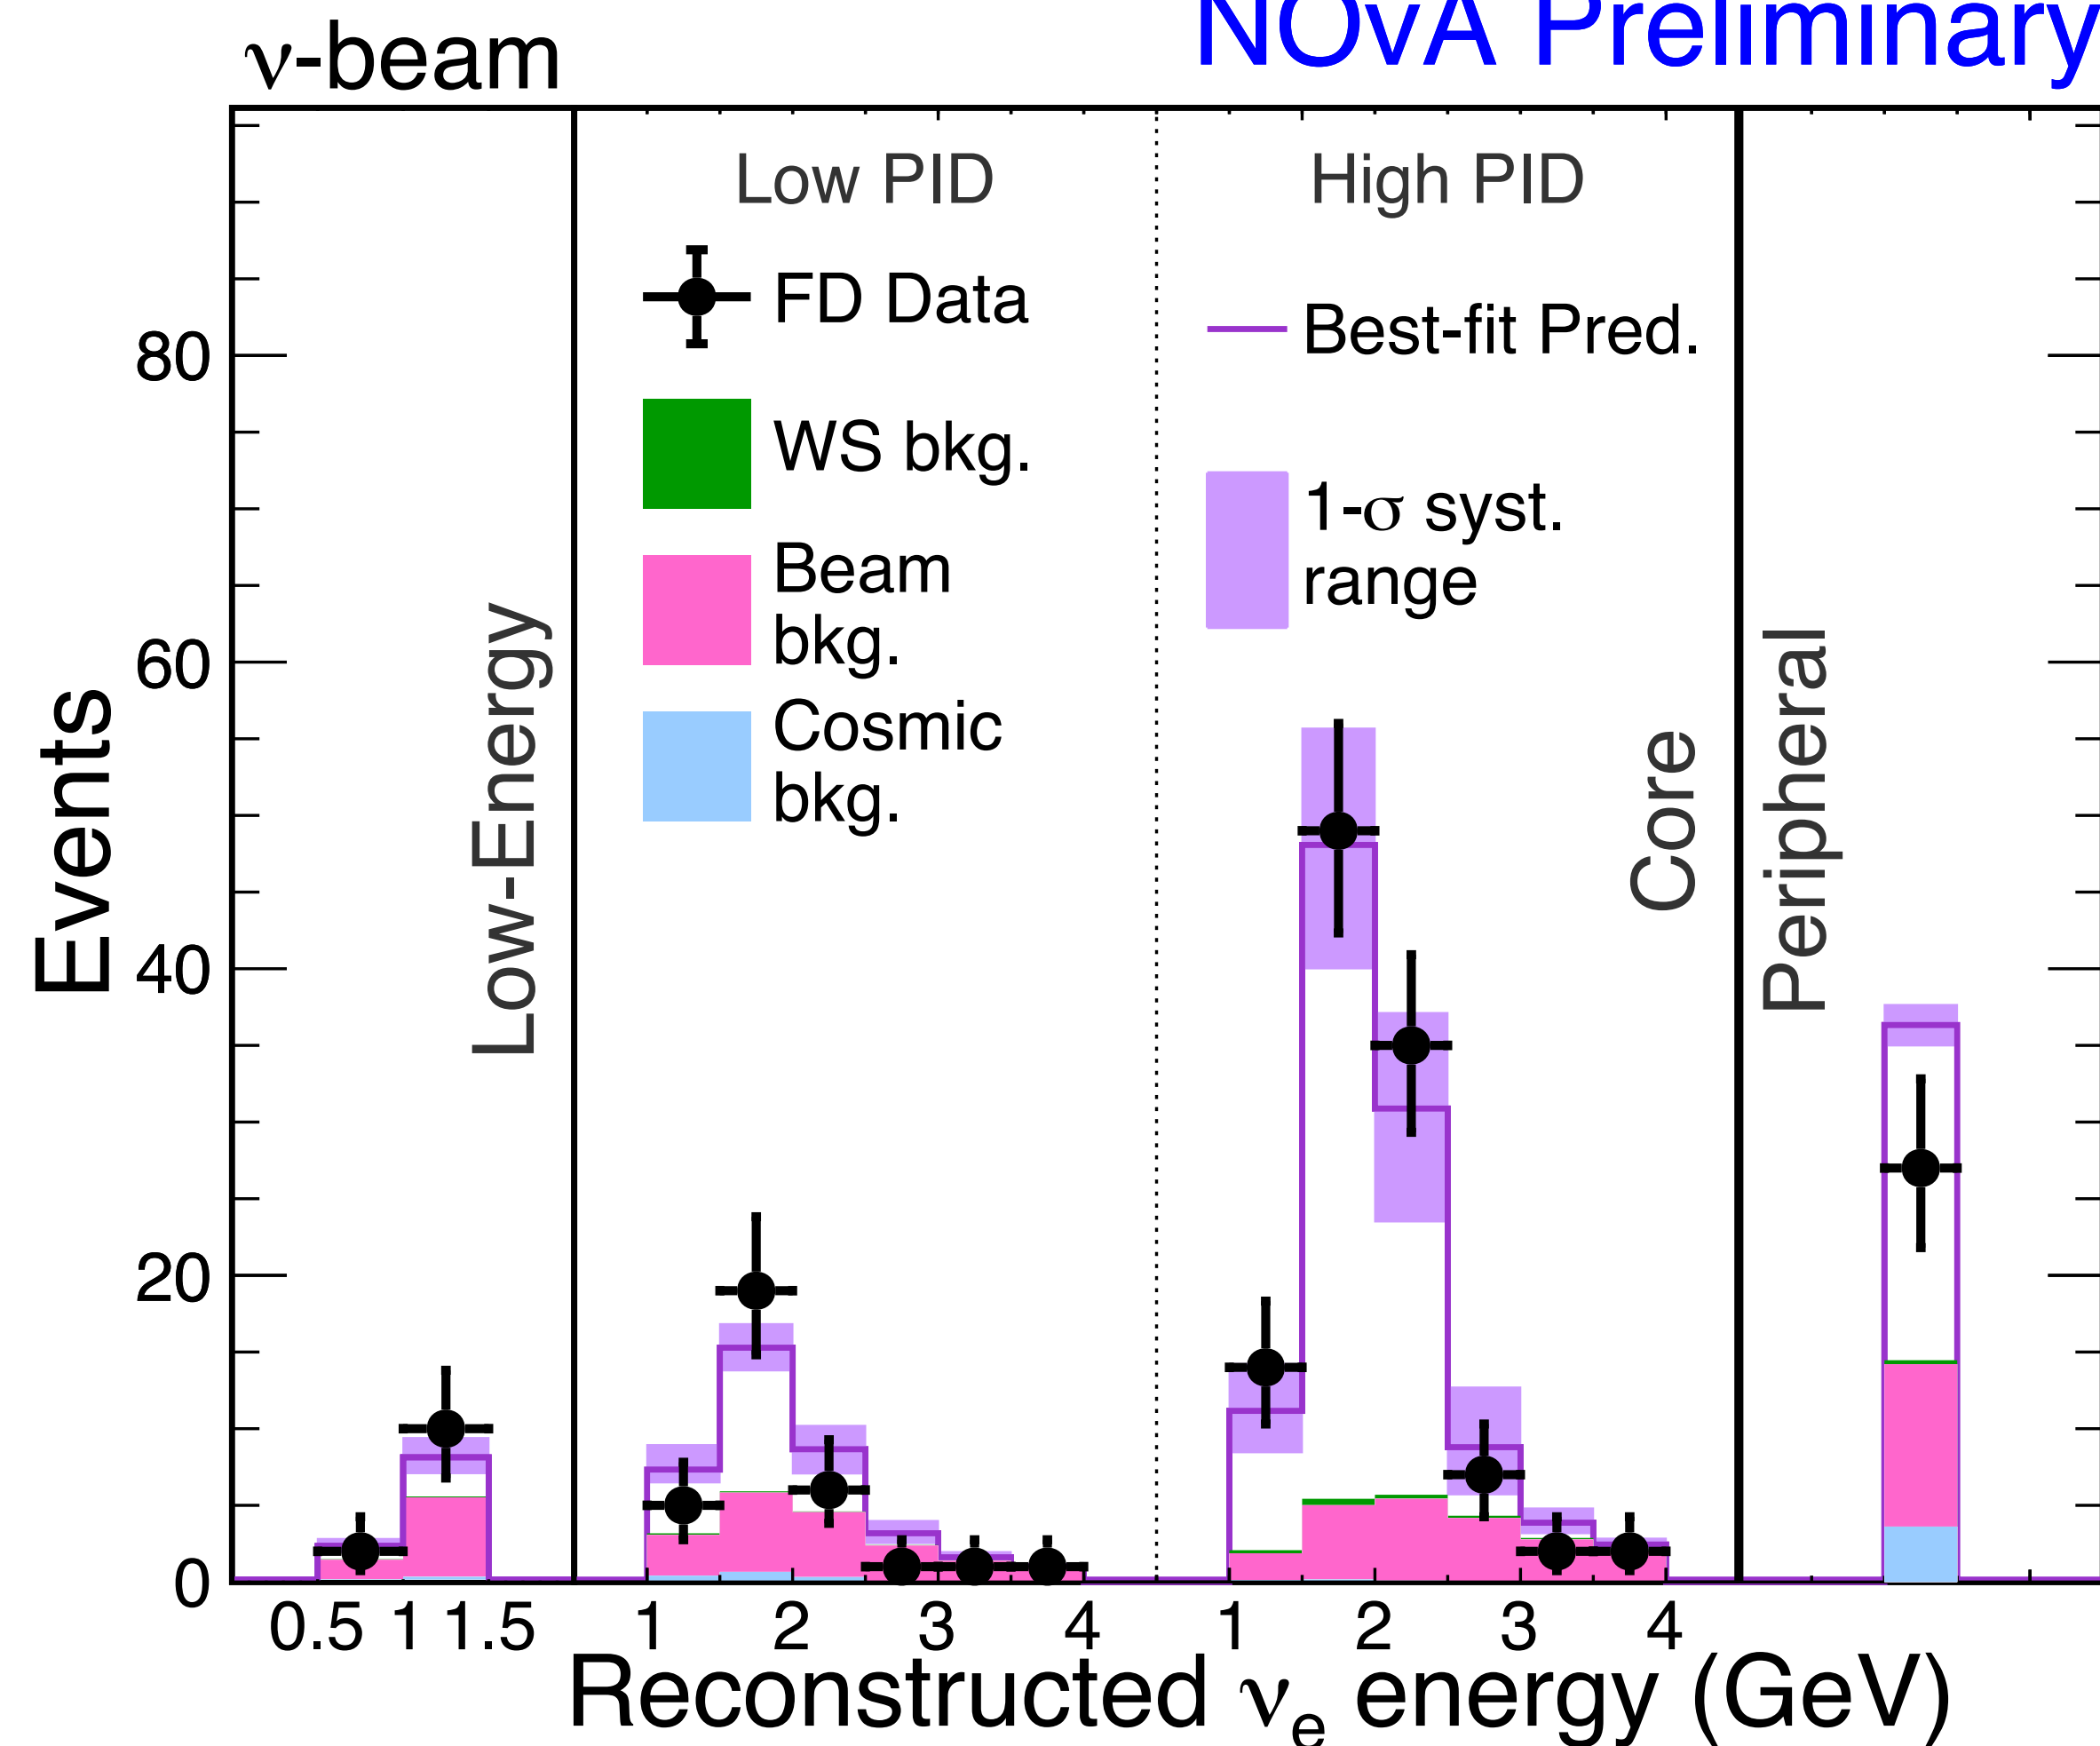 ν-beam
NOvA Preliminary
Low PID
High PID
FD Data
Best-fit Pred.
WS bkg.
1-σ syst.
range
Beam
bkg.
Cosmic
bkg.
Low-Energy
Core
Peripheral
Events
80
60
40
20
0
0.5 1 1.5 1 2 3 4 1 2 3 4
Reconstructed νe energy (GeV)